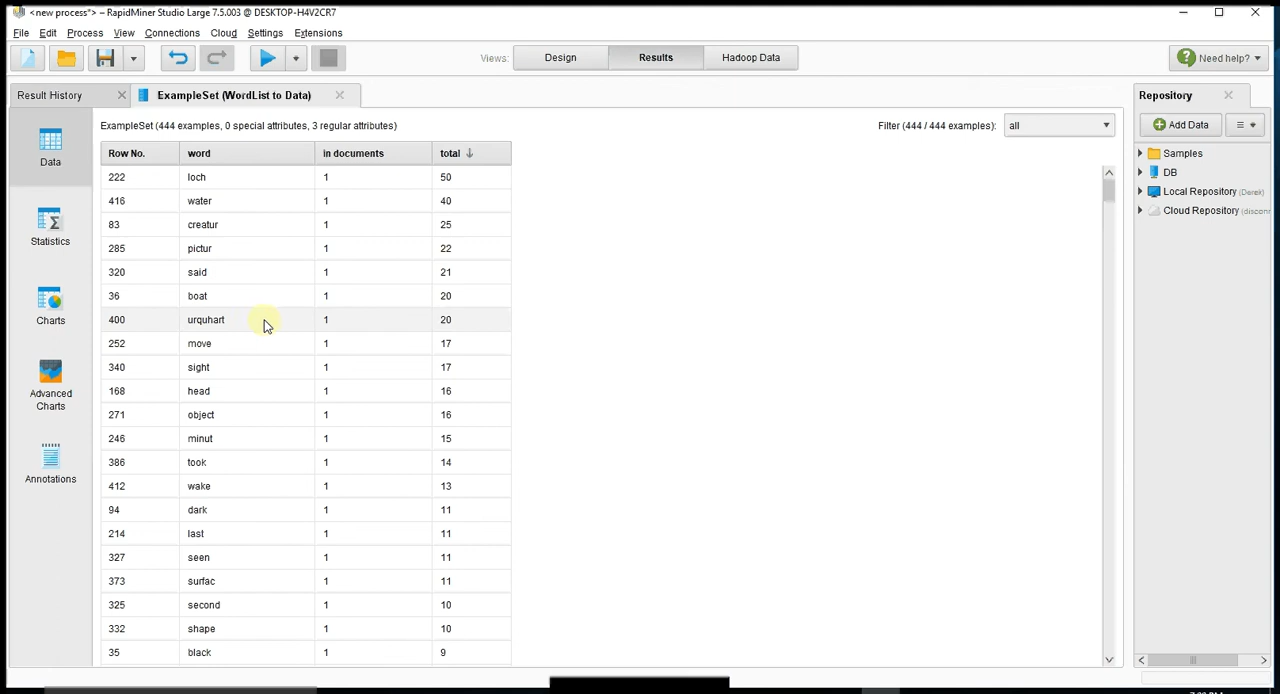 <new process*> – RapidMiner Studio Large 7.5.003 @ DESKTOP-H4V2CR7
File Edit Process View Connections Cloud Settings Extensions
Views: Design Results Hadoop Data Need help?
Result History ExampleSet (WordList to Data) Repository
ExampleSet (444 examples, 0 special attributes, 3 regular attributes) Filter (444 / 444 examples): all Add Data
Row No. word in documents total
222 loch 1 50
416 water 1 40
83 creatur 1 25
285 pictur 1 22
320 said 1 21
36 boat 1 20
400 urquhart 1 20
252 move 1 17
340 sight 1 17
168 head 1 16
271 object 1 16
246 minut 1 15
386 took 1 14
412 wake 1 13
94 dark 1 11
214 last 1 11
327 seen 1 11
373 surfac 1 11
325 second 1 10
332 shape 1 10
35 black 1 9
Data
Statistics
Charts
Advanced
Charts
Annotations
Samples
DB
Local Repository (Derek)
Cloud Repository (disconn